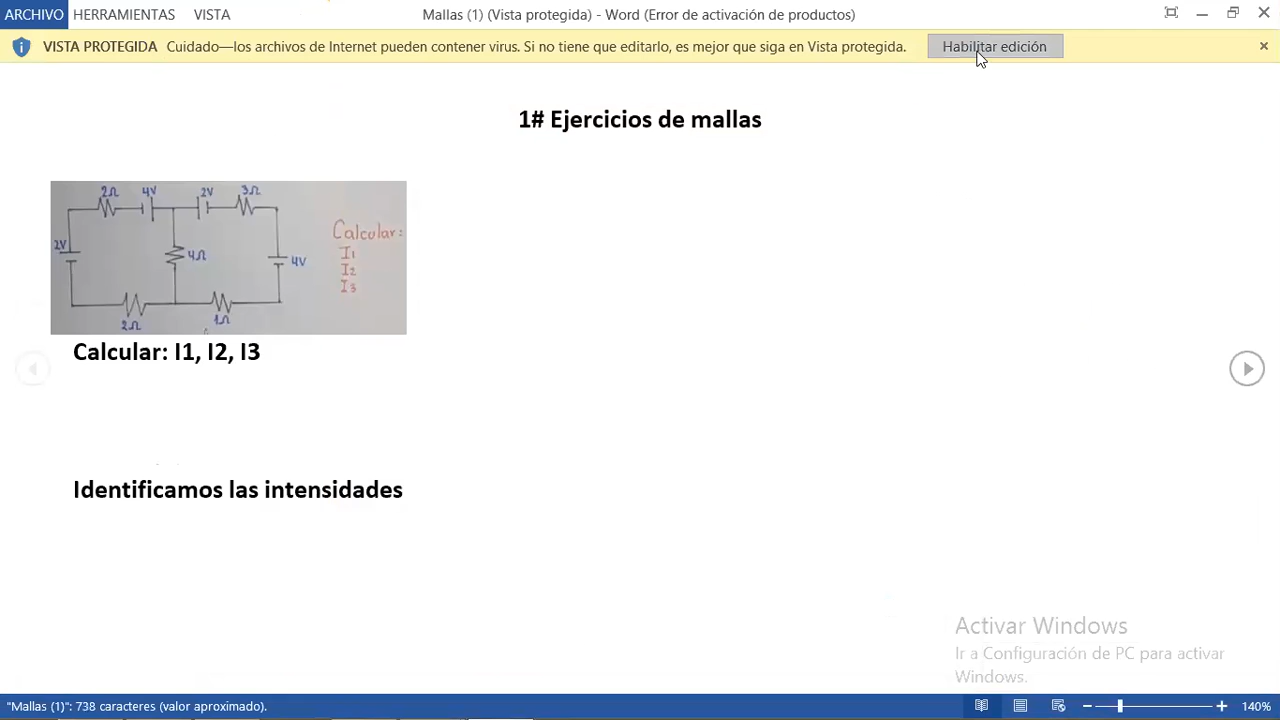 ARCHIVO HERRAMIENTAS VISTA Mallas (1) (Vista protegida) - Word (Error de activación de productos)
VISTA PROTEGIDA Cuidado—los archivos de Internet pueden contener virus. Si no tiene que editarlo, es mejor que siga en Vista protegida. Habilitar edición
1# Ejercicios de mallas
2Ω 4V 2V 3Ω
Calcular:
2V 4Ω I1
4V I2
I3
2Ω 1Ω
Calcular: I1, I2, I3
Identificamos las intensidades
Activar Windows
Ir a Configuración de PC para activar
Windows.
"Mallas (1)": 738 caracteres (valor aproximado). 140%